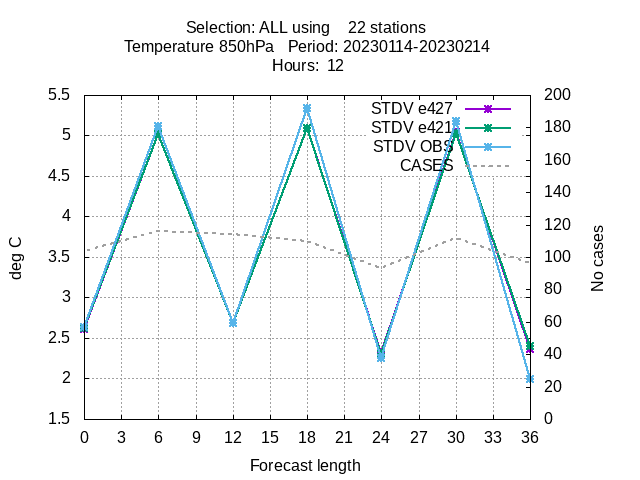 Selection: ALL using    22 stations
Temperature 850hPa   Period: 20230114-20230214
Hours:  12
STDV e427
STDV e421
STDV OBS
CASES
5.5
5
4.5
4
3.5
3
2.5
2
1.5
200
180
160
140
120
100
80
60
40
20
0
deg C
No cases
0 3 6 9 12 15 18 21 24 27 30 33 36
Forecast length